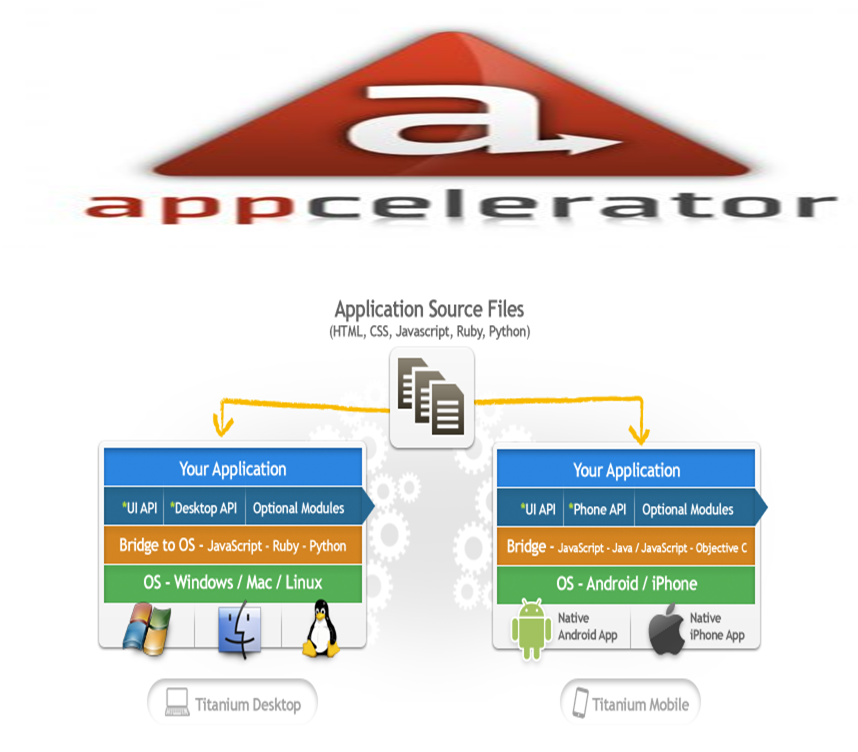 a
appcelerator
Application Source Files
(HTML, CSS, Javascript, Ruby, Python)
Your Application
*UI API *Desktop API Optional Modules
Bridge to OS - JavaScript - Ruby - Python
OS - Windows / Mac / Linux
Titanium Desktop
Your Application
*UI API *Phone API Optional Modules
Bridge - JavaScript - Java / JavaScript - Objective C
OS - Android / iPhone
Native
Android App
Native
iPhone App
Titanium Mobile